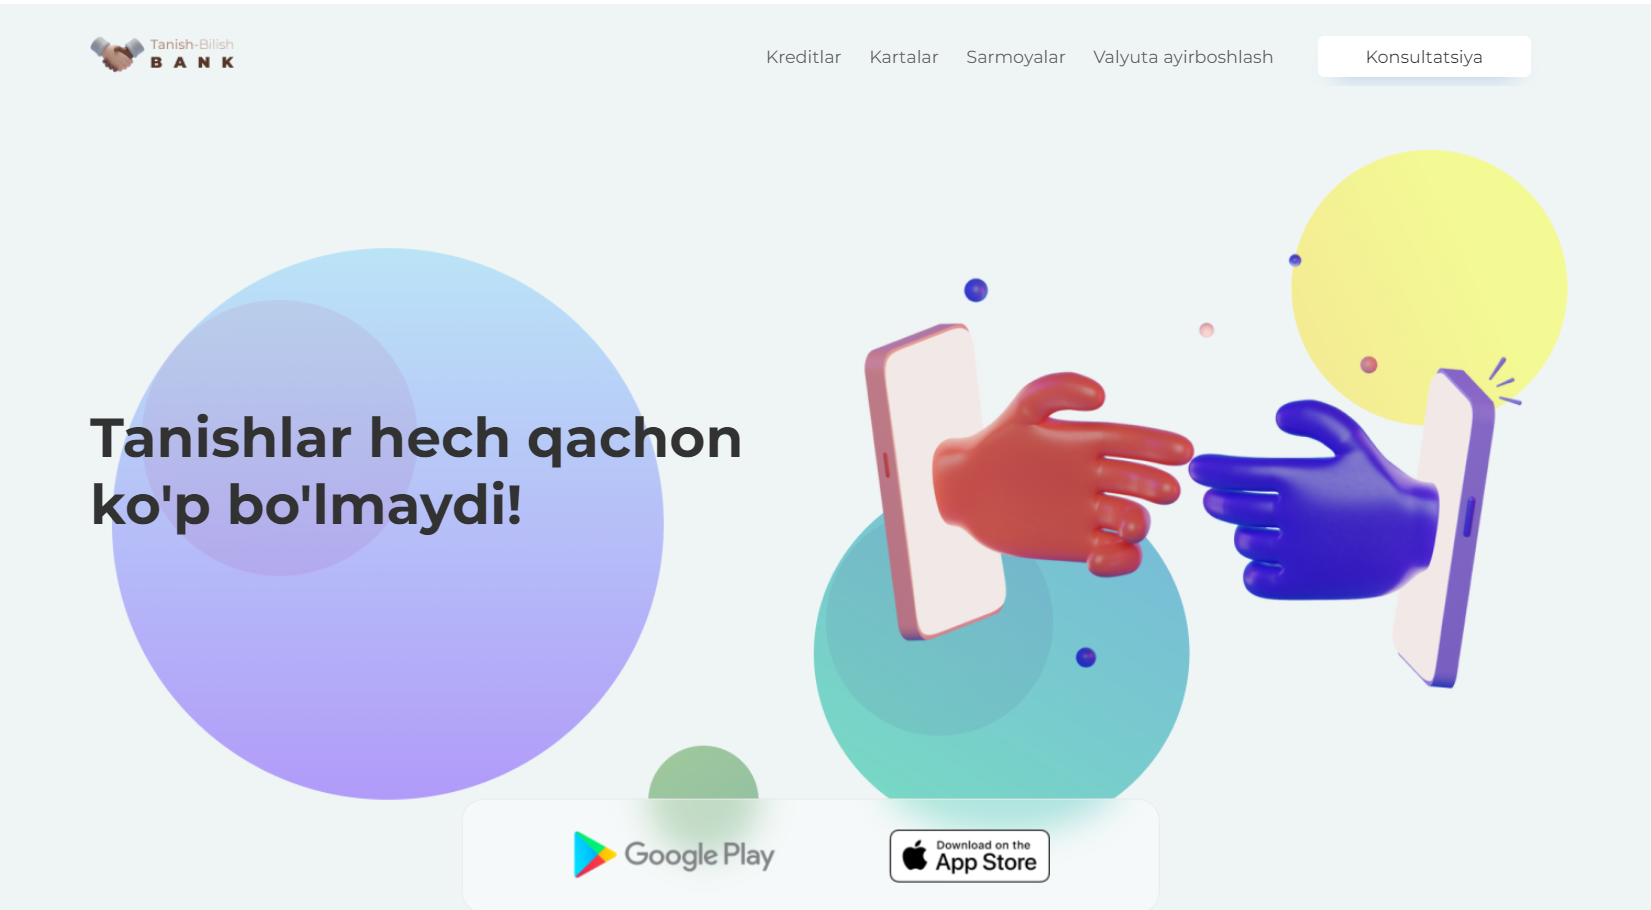 Tanish-Bilish
BANK
Kreditlar
Kartalar
Sarmoyalar
Valyuta ayirboshlash
Konsultatsiya
Tanishlar hech qachon
ko'p bo'lmaydi!
Google Play
Download on the
App Store